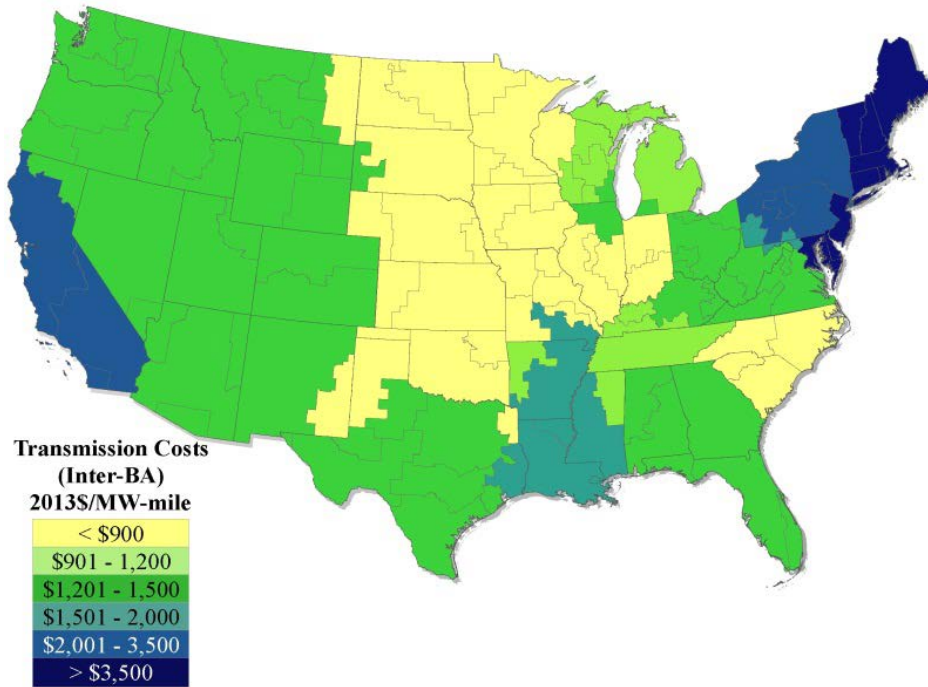 Transmission Costs
(Inter-BA)
2013$/MW-mile
< $900
$901 - 1,200
$1,201 - 1,500
$1,501 - 2,000
$2,001 - 3,500
> $3,500